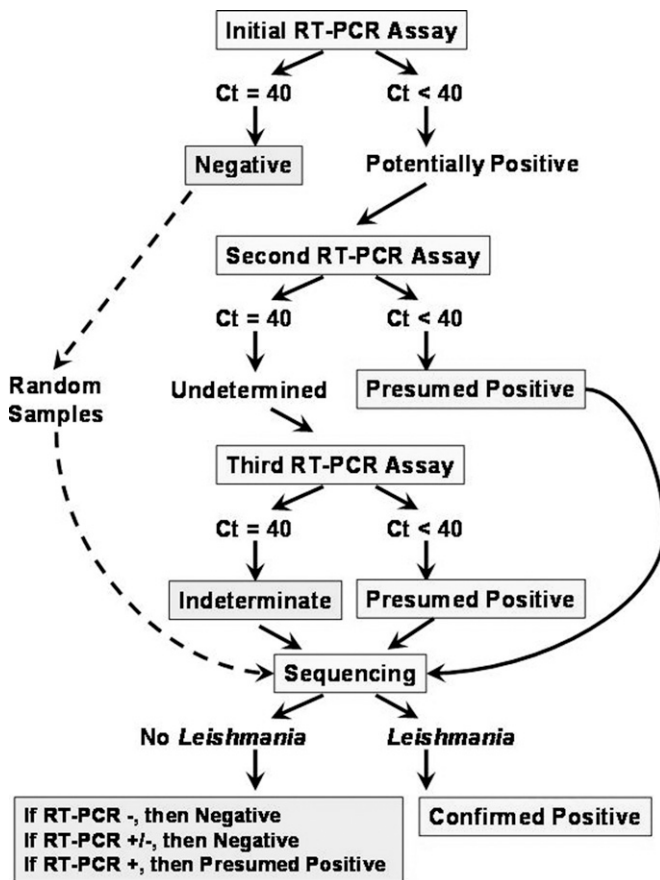 Initial RT-PCR Assay
Ct = 40
Ct < 40
Negative
Potentially Positive
Second RT-PCR Assay
Ct = 40
Ct < 40
Random
Samples
Undetermined
Presumed Positive
Third RT-PCR Assay
Ct = 40
Ct < 40
Indeterminate
Presumed Positive
Sequencing
No Leishmania
Leishmania
If RT-PCR -, then Negative
If RT-PCR +/-, then Negative
If RT-PCR +, then Presumed Positive
Confirmed Positive